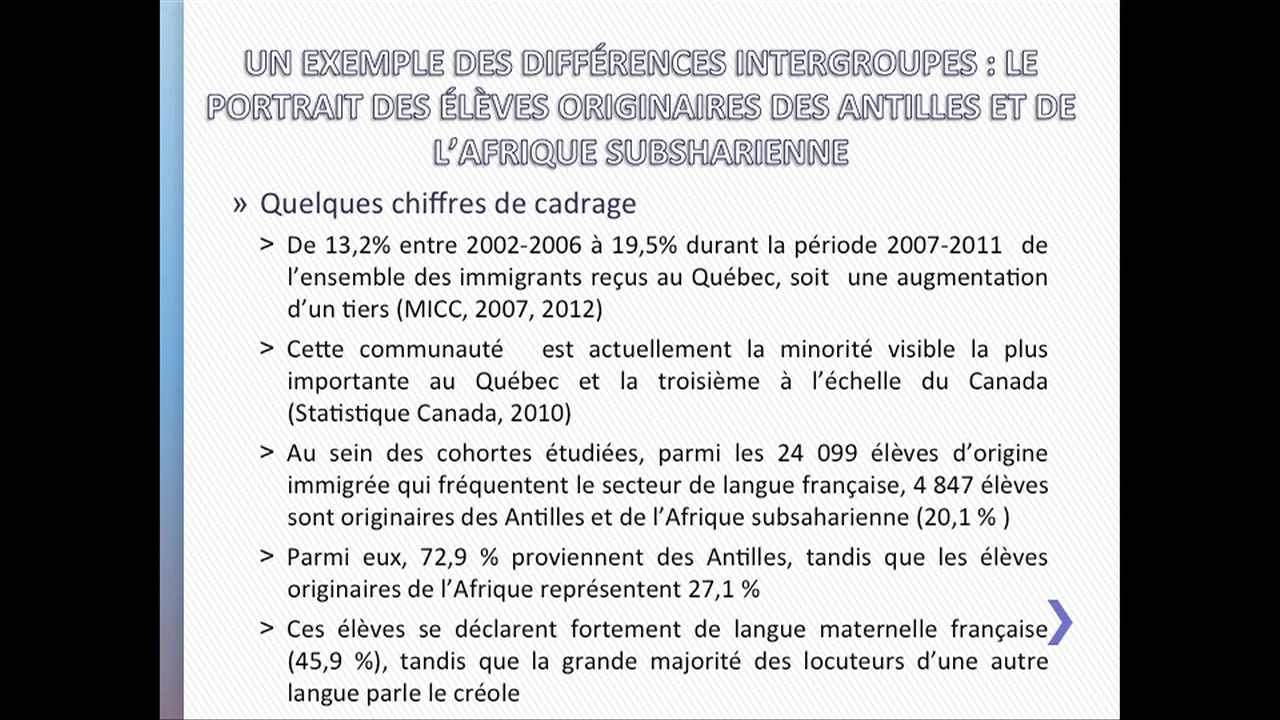 UN EXEMPLE DES DIFFÉRENCES INTERGROUPES : LE
PORTRAIT DES ÉLÈVES ORIGINAIRES DES ANTILLES ET DE
L’AFRIQUE SUBSHARIENNE
» Quelques chiffres de cadrage
> De 13,2% entre 2002-2006 à 19,5% durant la période 2007-2011 de
l’ensemble des immigrants reçus au Québec, soit une augmentation
d’un tiers (MICC, 2007, 2012)
> Cette communauté est actuellement la minorité visible la plus
importante au Québec et la troisième à l’échelle du Canada
(Statistique Canada, 2010)
> Au sein des cohortes étudiées, parmi les 24 099 élèves d’origine
immigrée qui fréquentent le secteur de langue française, 4 847 élèves
sont originaires des Antilles et de l’Afrique subsaharienne (20,1 % )
> Parmi eux, 72,9 % proviennent des Antilles, tandis que les élèves
originaires de l’Afrique représentent 27,1 %
> Ces élèves se déclarent fortement de langue maternelle française
(45,9 %), tandis que la grande majorité des locuteurs d’une autre
langue parle le créole